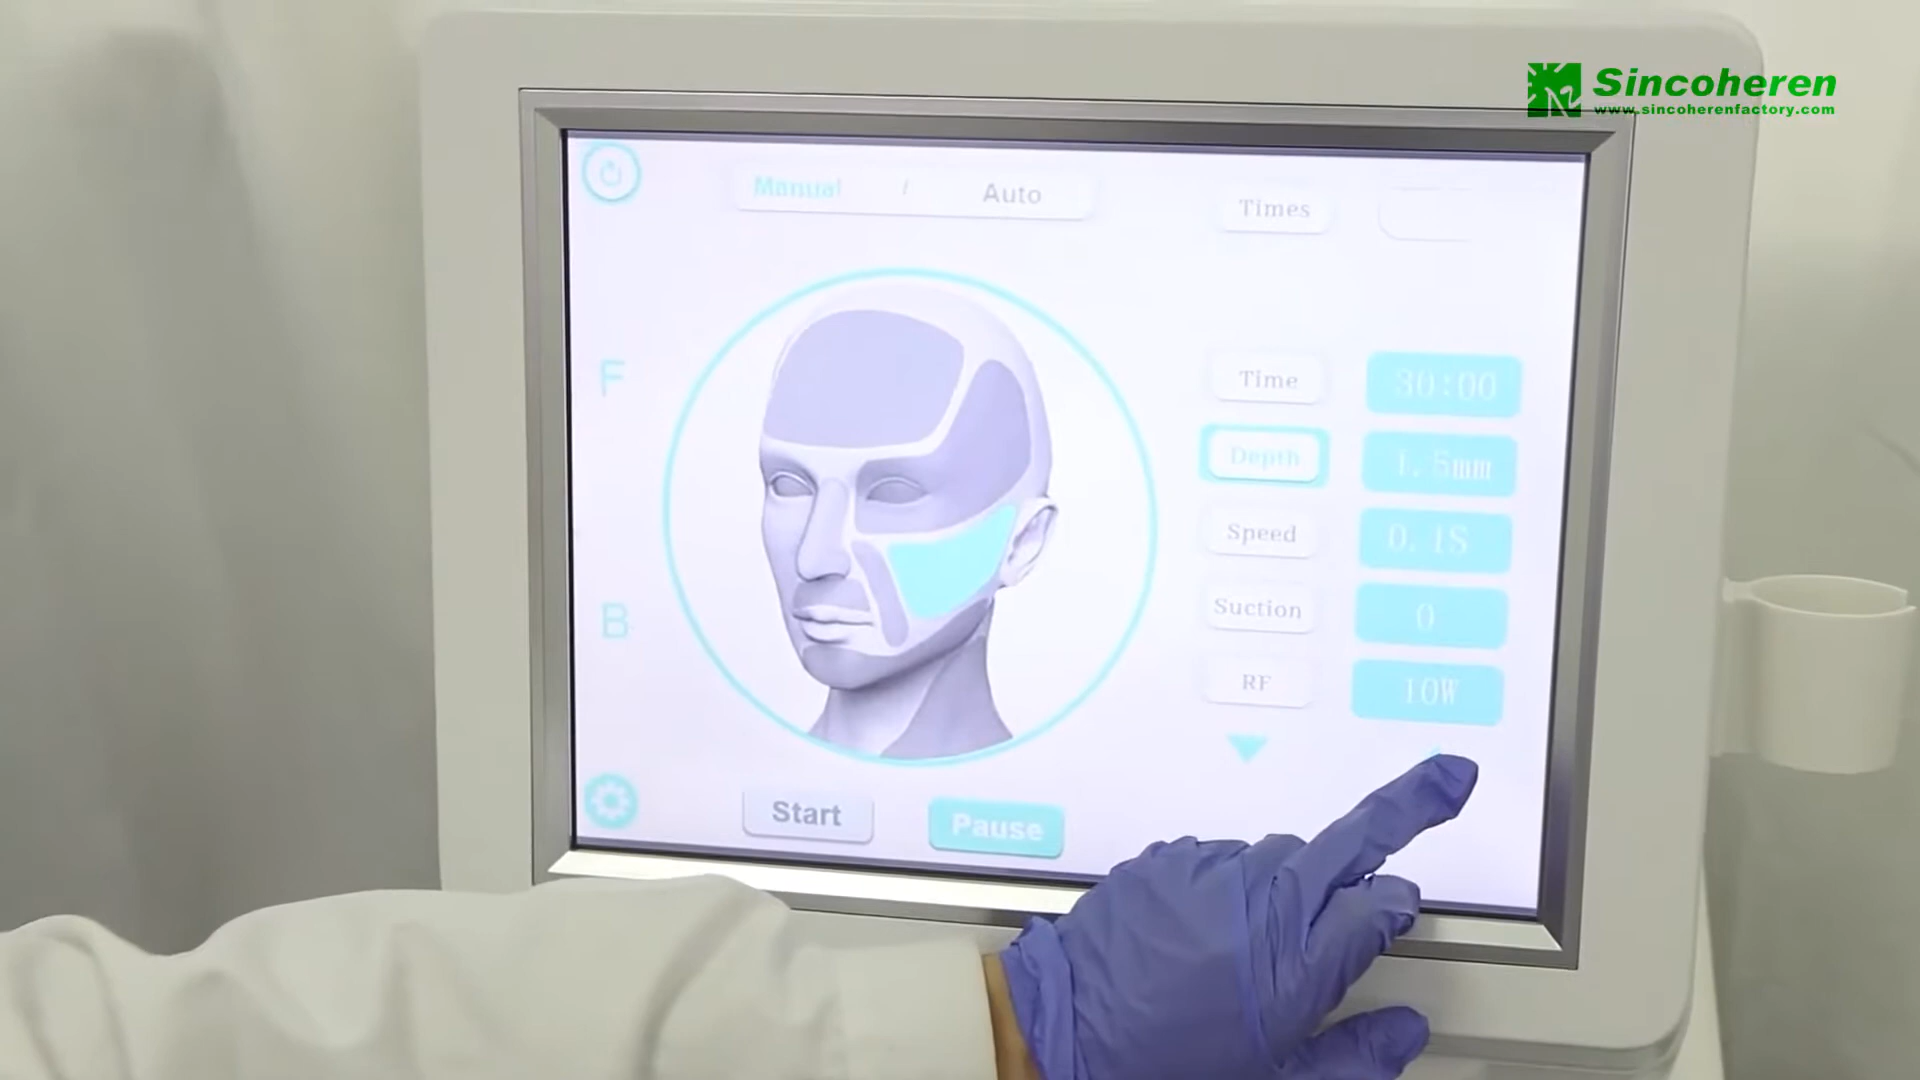 Sincoheren
www.sincoherenfactory.com
Manual / Auto
Times
F
Time 30:00
Depth 1.5mm
Speed 0.1S
Suction 0
B
RF 10W
Start Pause